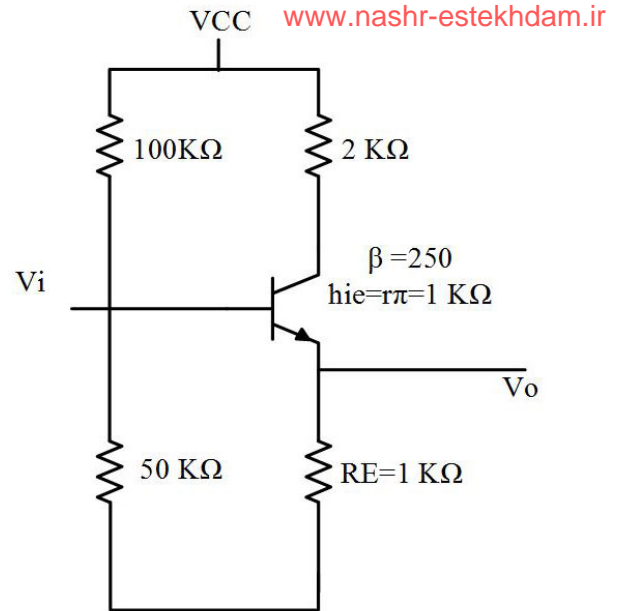 www.nashr-estekhdam.ir
VCC
100KΩ
2 KΩ
β =250
hie=rπ=1 KΩ
Vi
Vo
50 KΩ
RE=1 KΩ